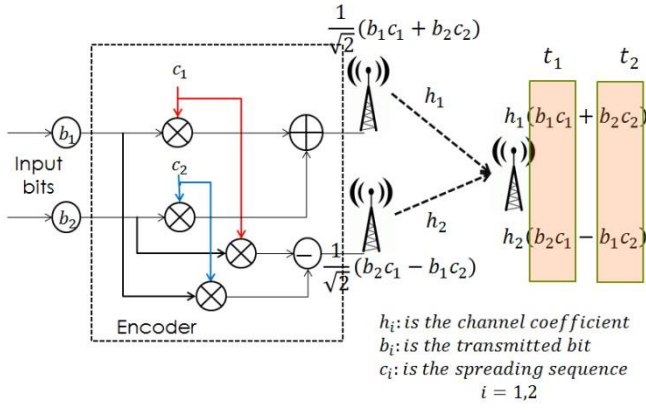 1/√2 (b₁c₁ + b₂c₂)
t₁ t₂
c₁
h₁
b₁
h₁(b₁c₁ + b₂c₂)
Input
bits
c₂
b₂
h₂
h₂(b₂c₁ − b₁c₂)
1/√2 (b₂c₁ − b₁c₂)
Encoder
hᵢ: is the channel coefficient
bᵢ: is the transmitted bit
cᵢ: is the spreading sequence
i = 1,2